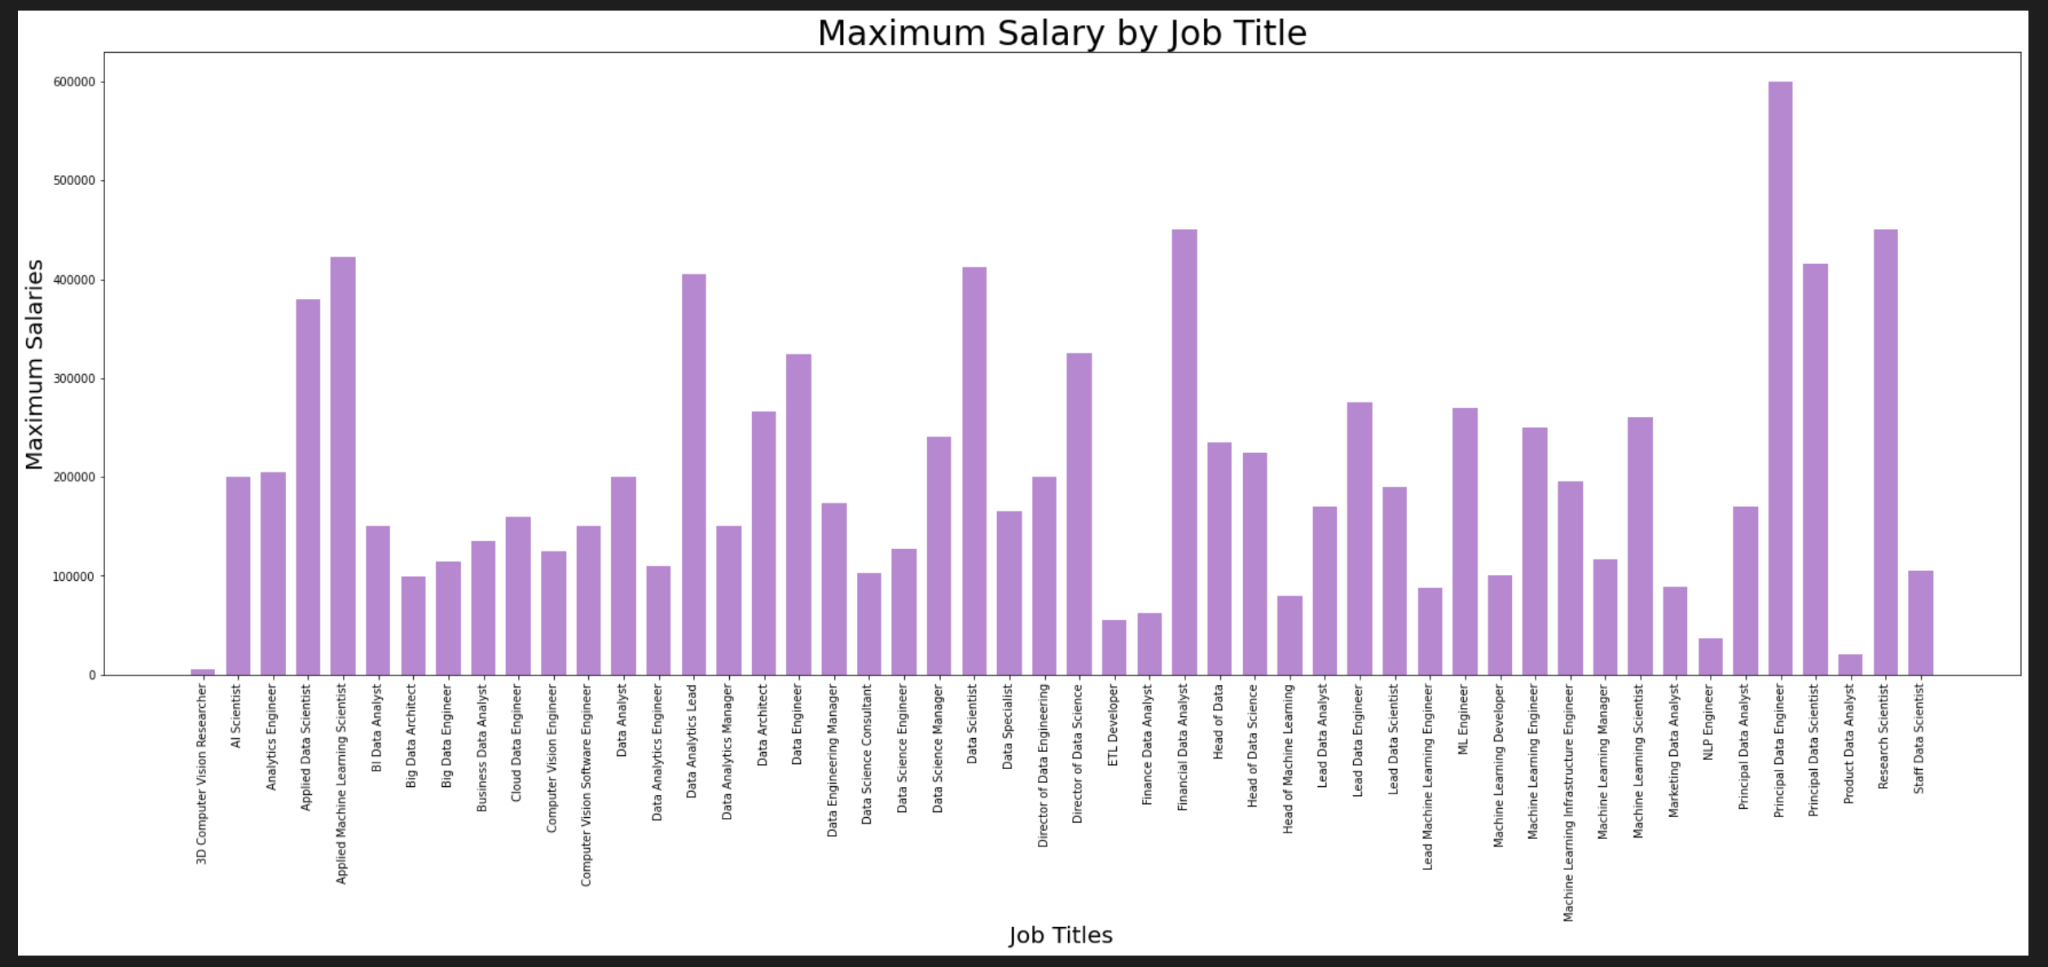 Maximum Salary by Job Title
Maximum Salaries
600000
500000
400000
300000
200000
100000
0
3D Computer Vision Researcher
AI Scientist
Analytics Engineer
Applied Data Scientist
Applied Machine Learning Scientist
BI Data Analyst
Big Data Architect
Big Data Engineer
Business Data Analyst
Cloud Data Engineer
Computer Vision Engineer
Computer Vision Software Engineer
Data Analyst
Data Analytics Engineer
Data Analytics Lead
Data Analytics Manager
Data Architect
Data Engineer
Data Engineering Manager
Data Science Consultant
Data Science Engineer
Data Science Manager
Data Scientist
Data Specialist
Director of Data Engineering
Director of Data Science
ETL Developer
Finance Data Analyst
Financial Data Analyst
Head of Data
Head of Data Science
Head of Machine Learning
Lead Data Analyst
Lead Data Engineer
Lead Data Scientist
Lead Machine Learning Engineer
ML Engineer
Machine Learning Developer
Machine Learning Engineer
Machine Learning Infrastructure Engineer
Machine Learning Manager
Machine Learning Scientist
Marketing Data Analyst
NLP Engineer
Principal Data Analyst
Principal Data Engineer
Principal Data Scientist
Product Data Analyst
Research Scientist
Staff Data Scientist
Job Titles